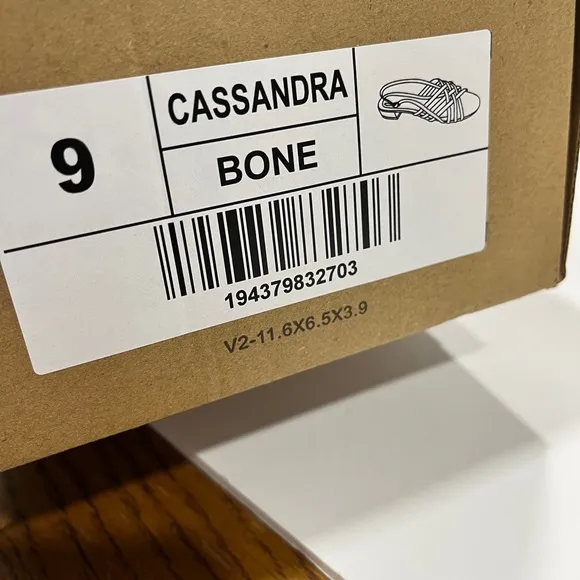 9
CASSANDRA
BONE
194379832703
V2-11.6X6.5X3.9